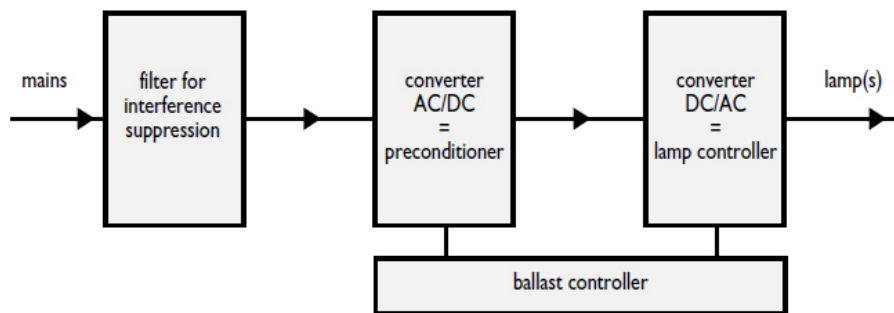 mains
filter for
interference
suppression
converter
AC/DC
=
preconditioner
converter
DC/AC
=
lamp controller
lamp(s)
ballast controller